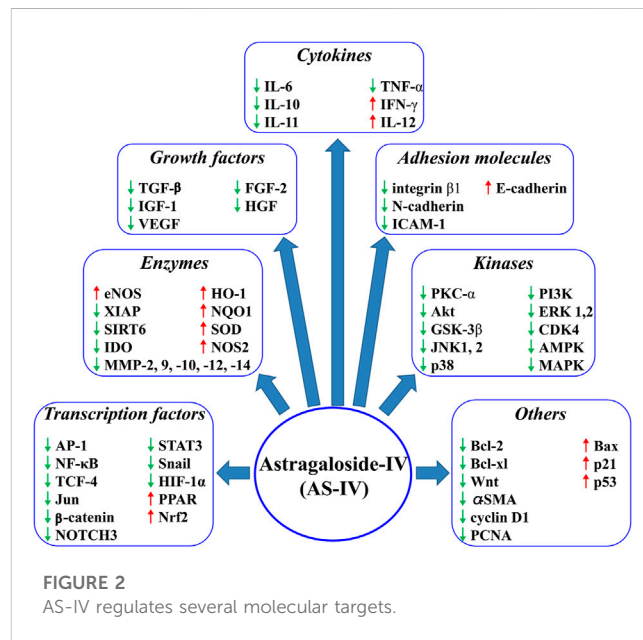 Cytokines
↓ IL-6 ↓ TNF-α
↓ IL-10 ↑ IFN-γ
↓ IL-11 ↑ IL-12
Growth factors
↓ TGF-β ↓ FGF-2
↓ IGF-1 ↓ HGF
↓ VEGF
Adhesion molecules
↓ integrin β1 ↑ E-cadherin
↓ N-cadherin
↓ ICAM-1
Enzymes
↑ eNOS ↑ HO-1
↓ XIAP ↑ NQO1
↓ SIRT6 ↑ SOD
↓ IDO ↑ NOS2
↓ MMP-2, 9, -10, -12, -14
Kinases
↓ PKC-α ↓ PI3K
↓ Akt ↓ ERK 1,2
↓ GSK-3β ↓ CDK4
↓ JNK1, 2 ↓ AMPK
↓ p38 ↓ MAPK
Transcription factors
↓ AP-1 ↓ STAT3
↓ NF-κB ↓ Snail
↓ TCF-4 ↓ HIF-1α
↓ Jun ↑ PPAR
↓ β-catenin ↑ Nrf2
↓ NOTCH3
Astragaloside-IV
(AS-IV)
Others
↓ Bcl-2 ↑ Bax
↓ Bcl-xl ↑ p21
↓ Wnt ↑ p53
↓ αSMA
↓ cyclin D1
↓ PCNA
FIGURE 2
AS-IV regulates several molecular targets.